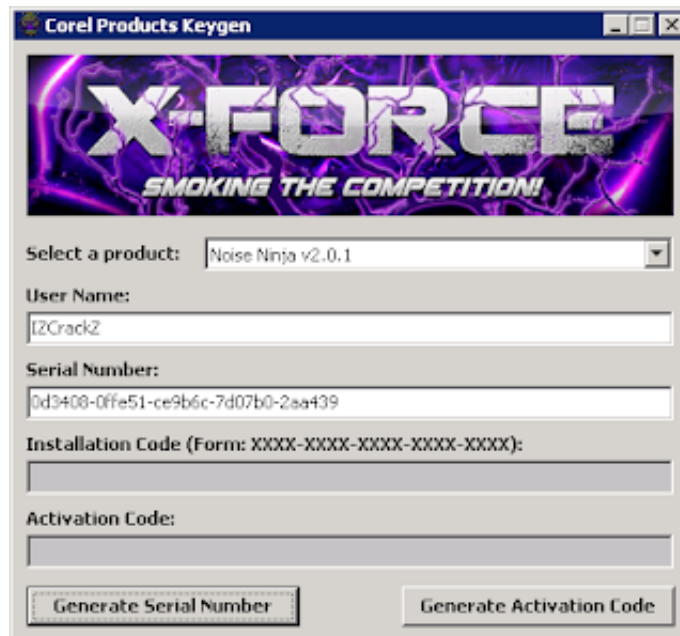 Corel Products Keygen
X-FORCE
SMOKING THE COMPETITION!
Select a product: Noise Ninja v2.0.1
User Name:
IZCrackZ
Serial Number:
0d3408-0ffe51-ce9b6c-7d07b0-2aa439
Installation Code (Form: XXXX-XXXX-XXXX-XXXX-XXXX):
Activation Code:
Generate Serial Number Generate Activation Code